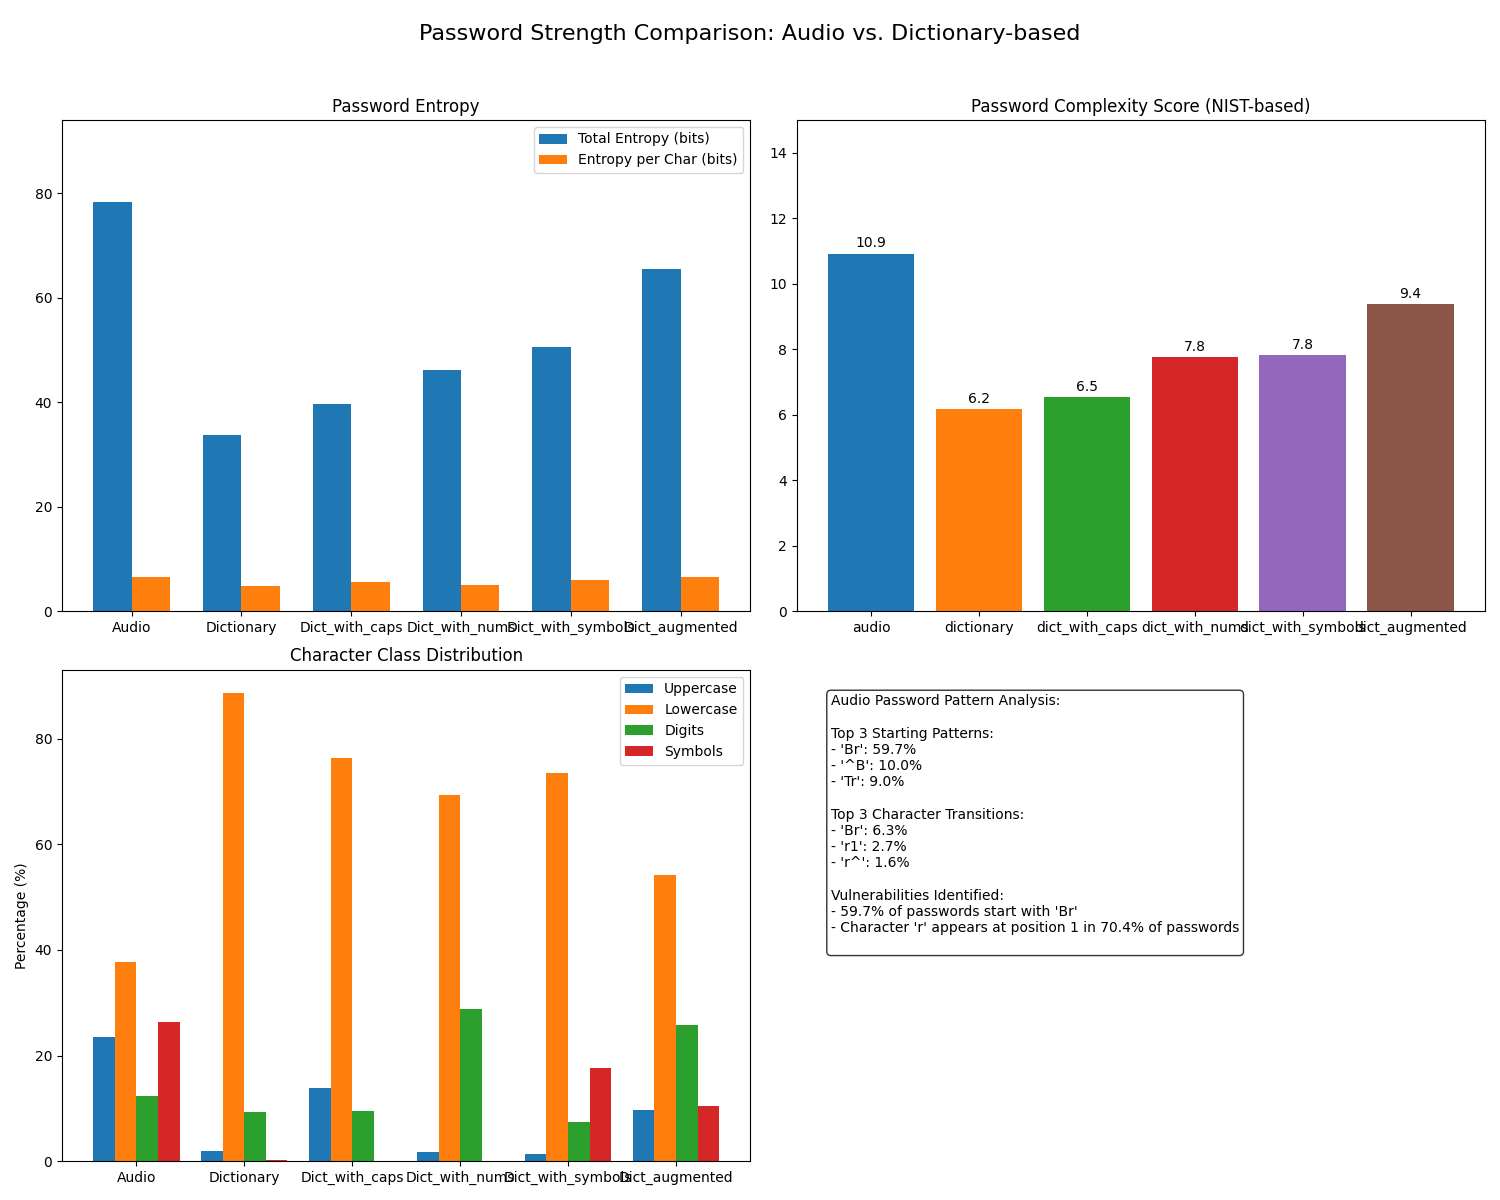 Password Strength Comparison: Audio vs. Dictionary-based
Password Entropy
Total Entropy (bits)
Entropy per Char (bits)
80
60
40
20
0
Audio
Dictionary
Dict_with_caps
Dict_with_nums
Dict_with_symbols
Dict_augmented
Password Complexity Score (NIST-based)
14
12
10
8
6
4
2
0
10.9
6.2
6.5
7.8
7.8
9.4
audio
dictionary
dict_with_caps
dict_with_nums
dict_with_symbols
dict_augmented
Character Class Distribution
Uppercase
Lowercase
Digits
Symbols
Percentage (%)
80
60
40
20
0
Audio
Dictionary
Dict_with_caps
Dict_with_nums
Dict_with_symbols
Dict_augmented
Audio Password Pattern Analysis:
Top 3 Starting Patterns:
- 'Br': 59.7%
- '^B': 10.0%
- 'Tr': 9.0%
Top 3 Character Transitions:
- 'Br': 6.3%
- 'r1': 2.7%
- 'r^': 1.6%
Vulnerabilities Identified:
- 59.7% of passwords start with 'Br'
- Character 'r' appears at position 1 in 70.4% of passwords